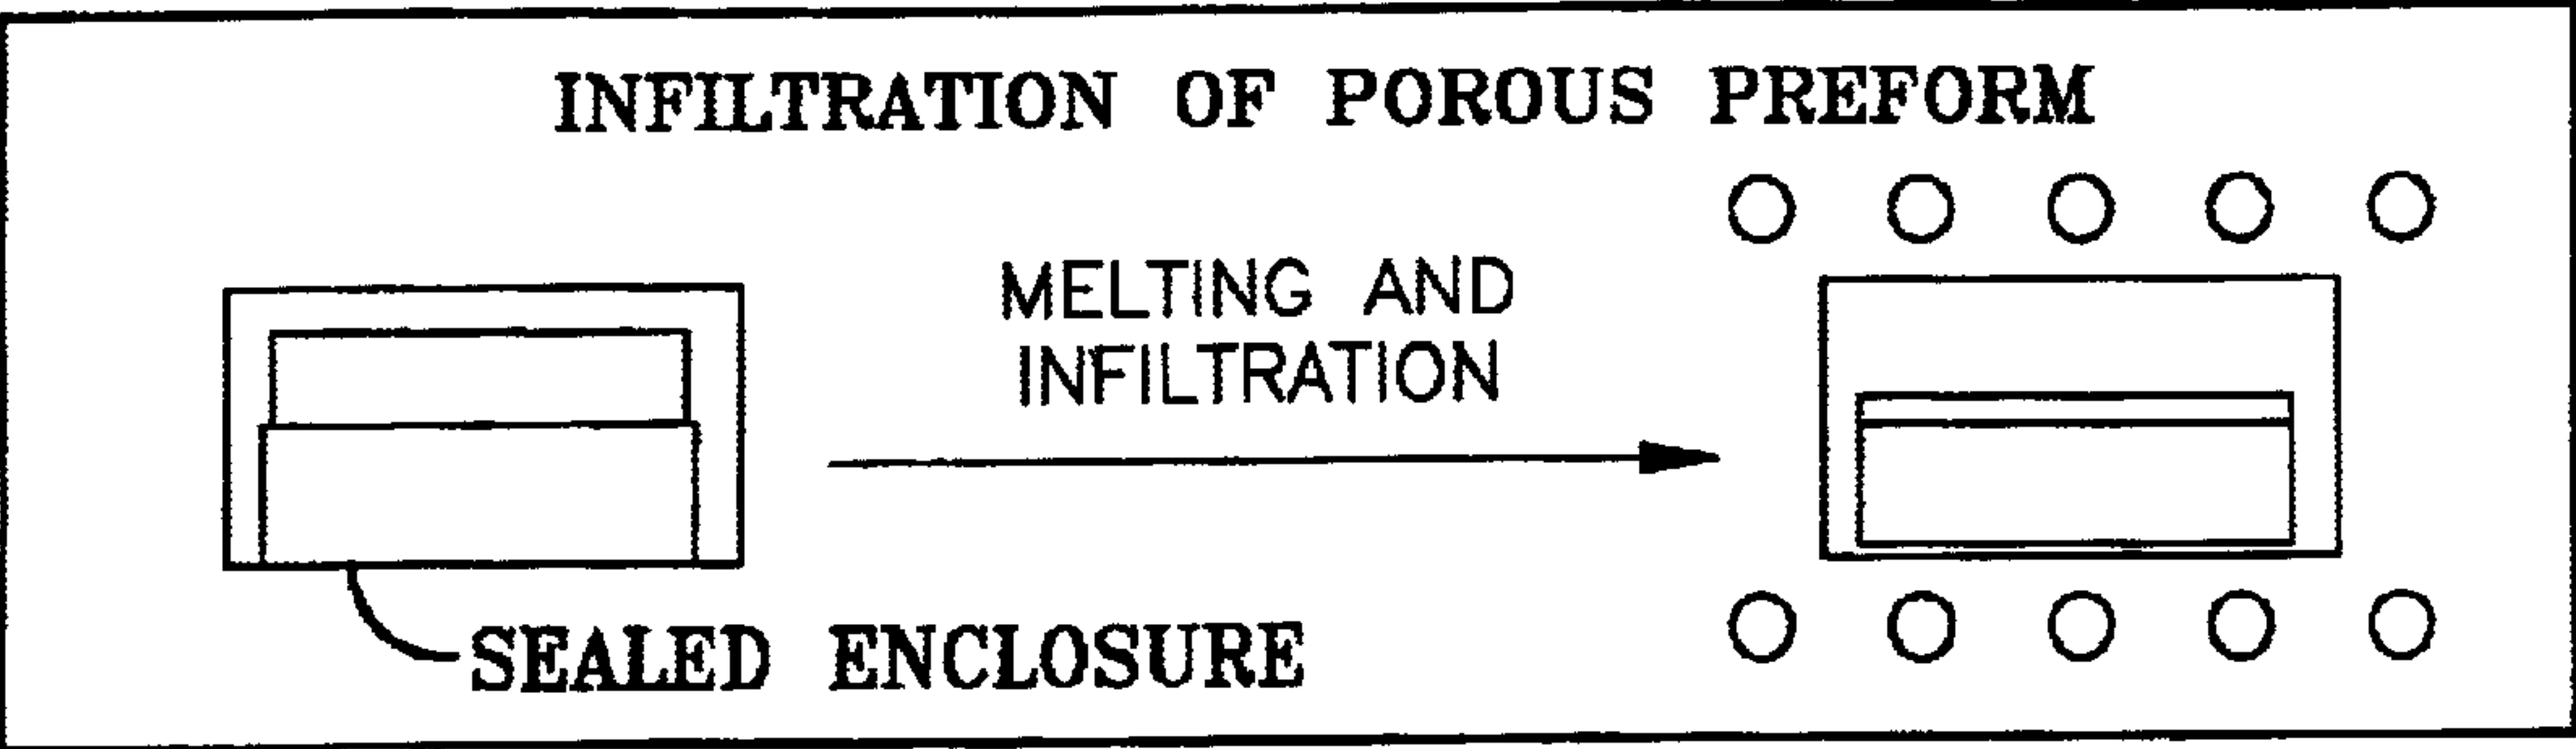 INFILTRATION OF POROUS PREFORM
MELTING AND
INFILTRATION
SEALED ENCLOSURE